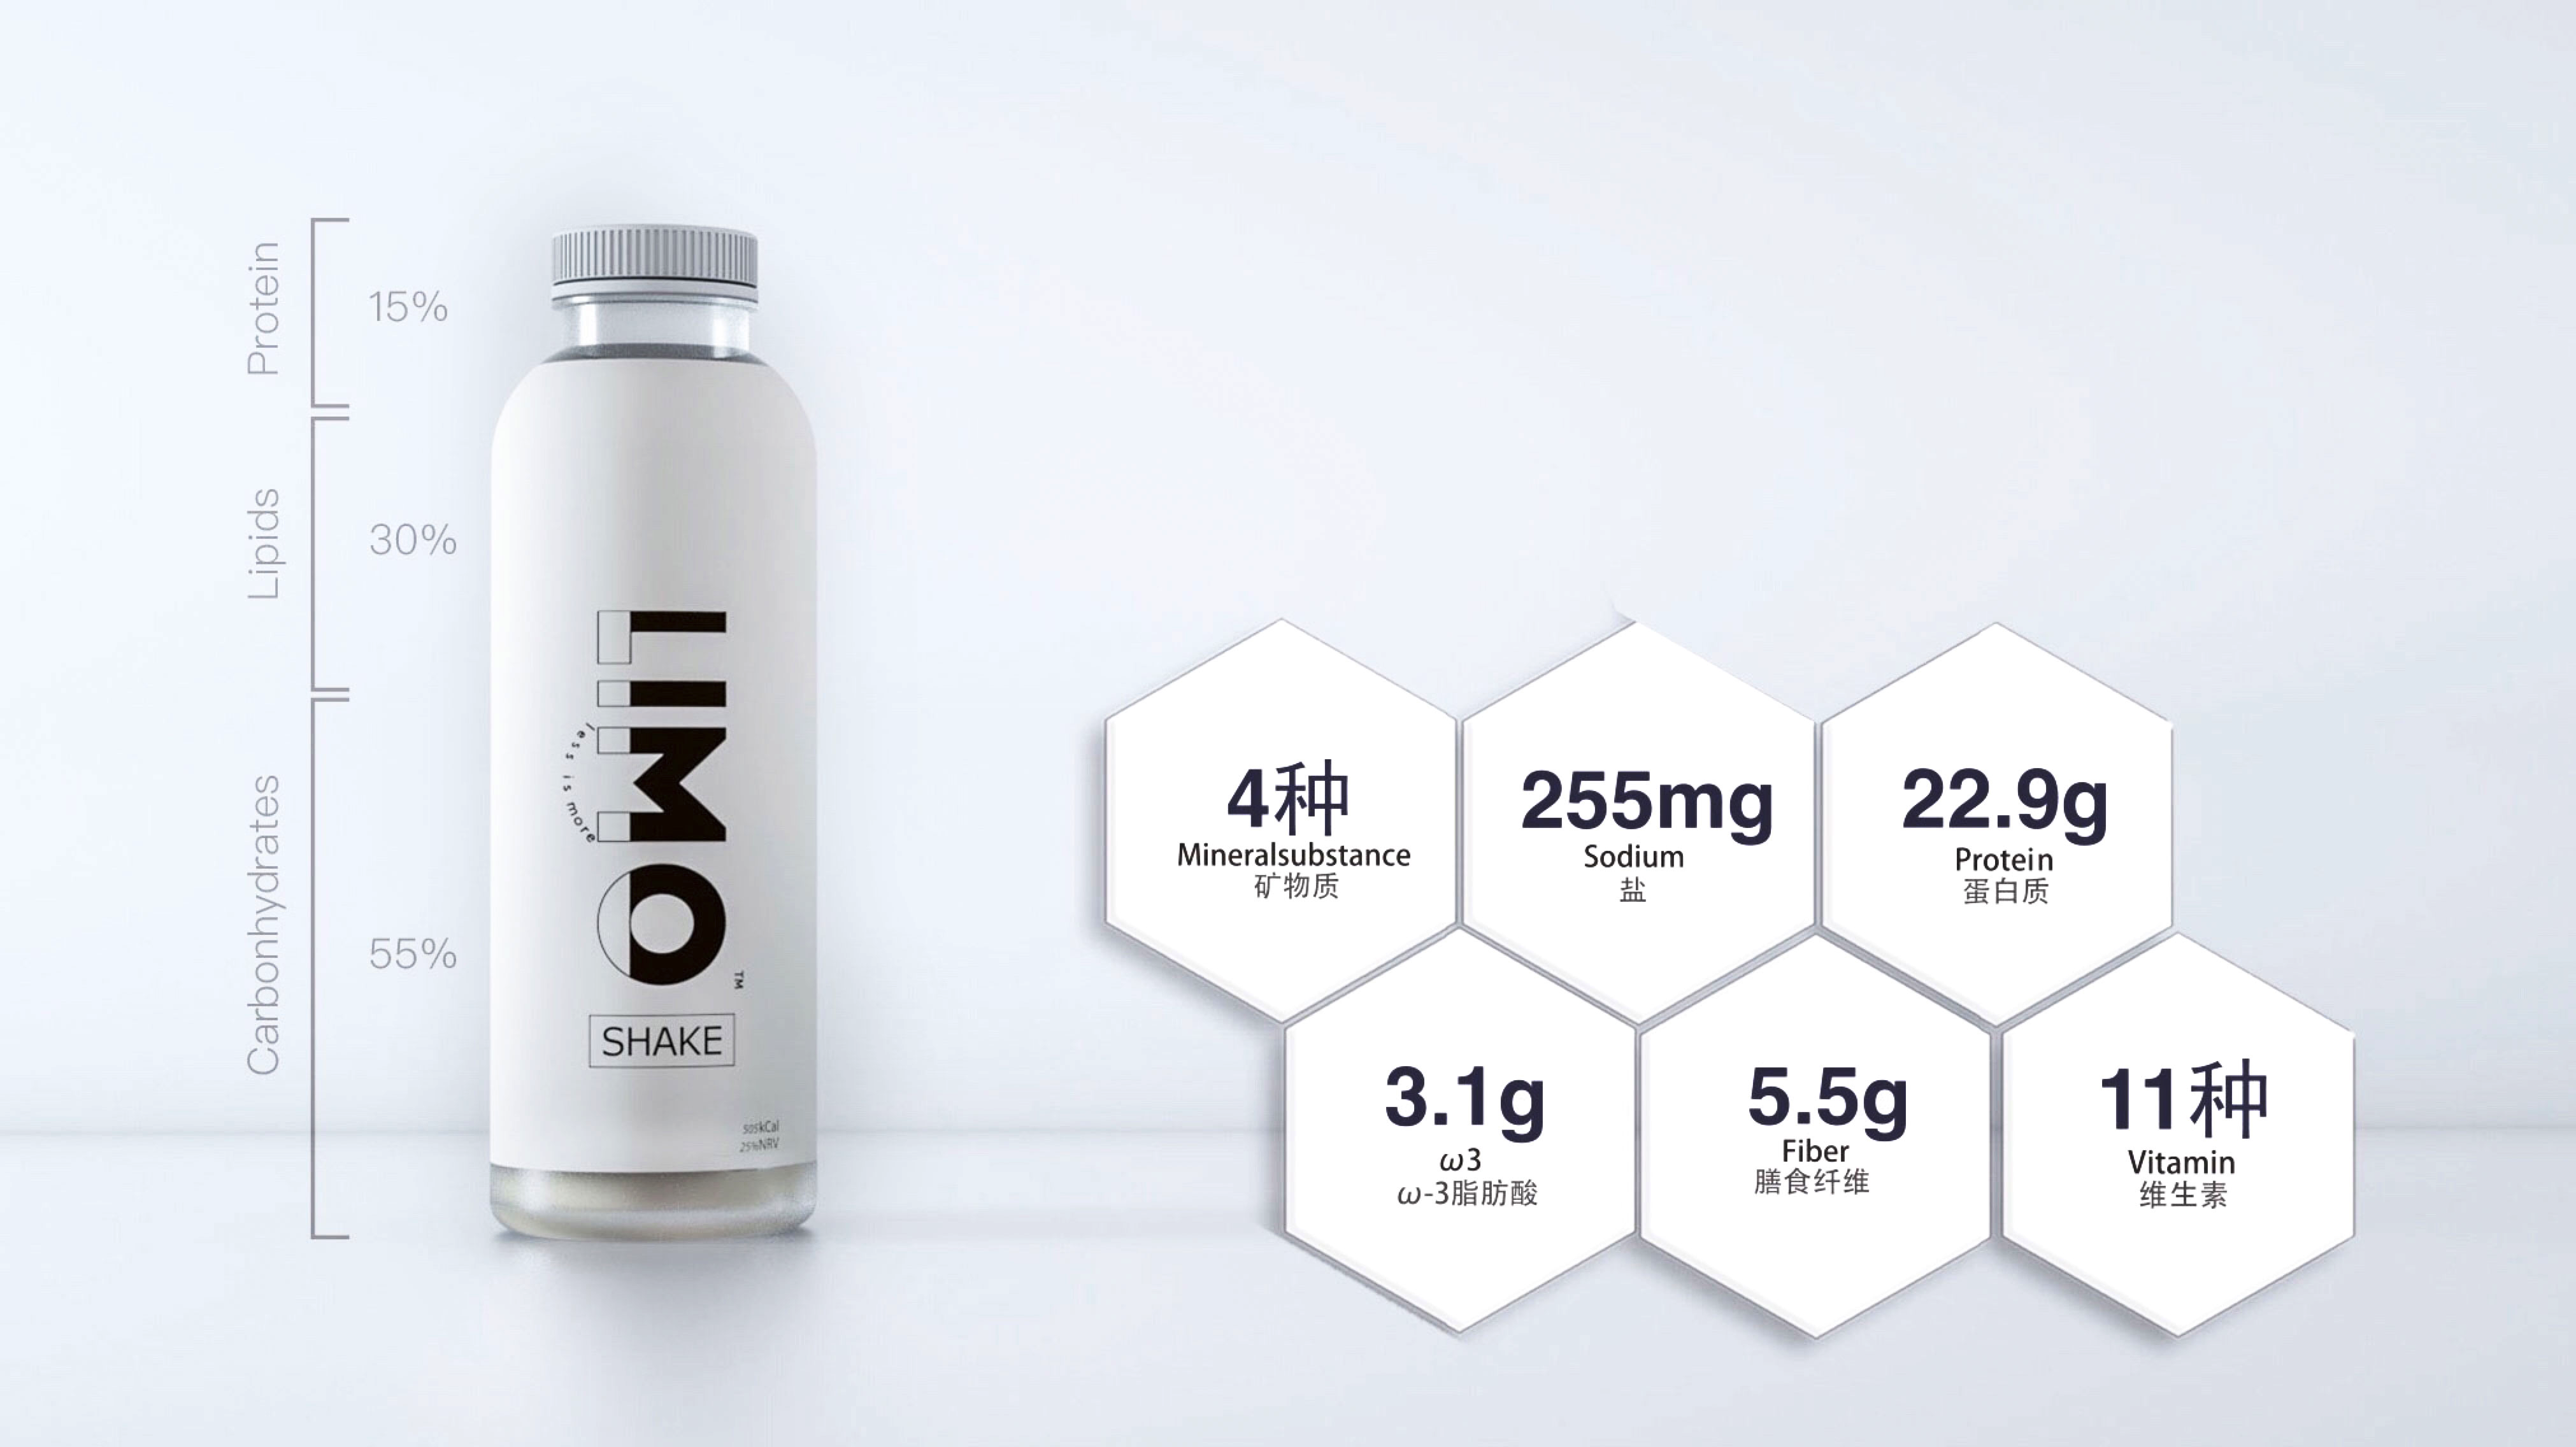 Protein
15%
Lipids
30%
Carbonhydrates
55%
LIMO
TM
less is more
SHAKE
505kCal
25%NRV
4种
Mineralsubstance
矿物质
255mg
Sodium
盐
22.9g
Protein
蛋白质
3.1g
ω3
ω-3脂肪酸
5.5g
Fiber
膳食纤维
11种
Vitamin
维生素